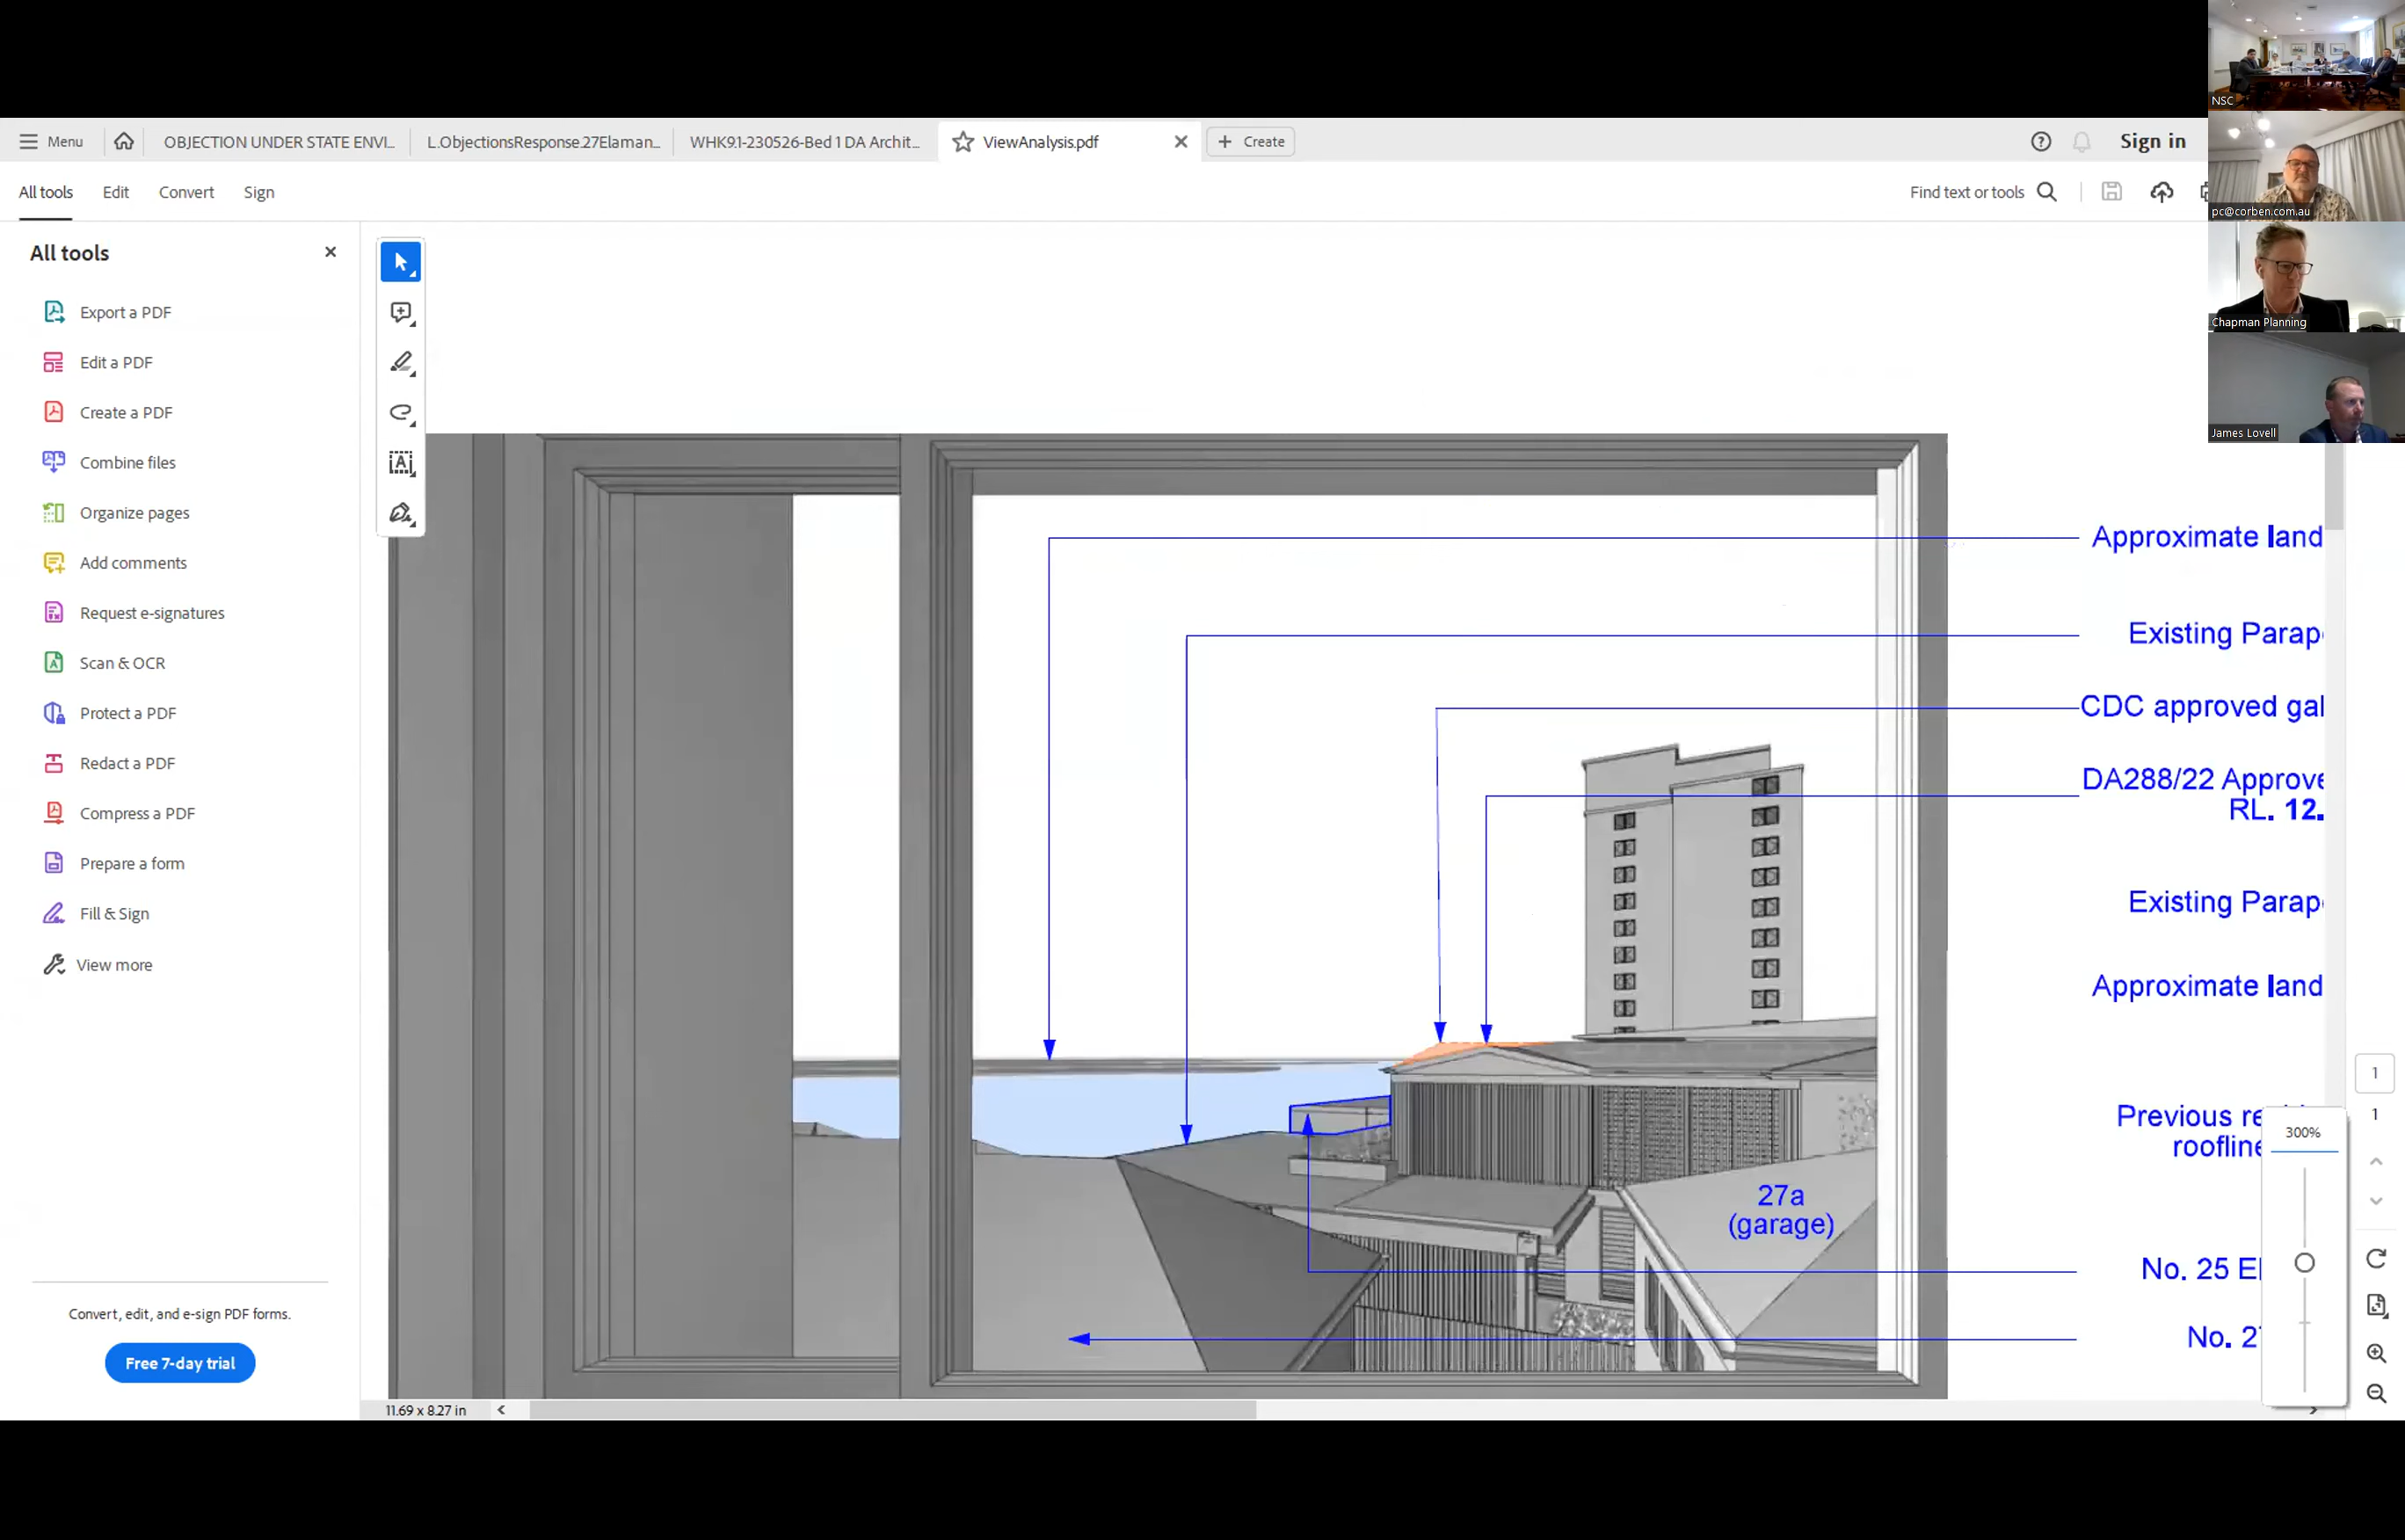 NSC
pc@corben.com.au
Chapman Planning
James Lovell
Menu
OBJECTION UNDER STATE ENVI...
L.ObjectionsResponse.27Elaman...
WHK91-230526-Bed 1 DA Archit...
ViewAnalysis.pdf
Create
Sign in
All tools
Edit
Convert
Sign
Find text or tools
All tools
Export a PDF
Edit a PDF
Create a PDF
Combine files
Organize pages
Add comments
Request e-signatures
Scan & OCR
Protect a PDF
Redact a PDF
Compress a PDF
Prepare a form
Fill & Sign
View more
Convert, edit, and e-sign PDF forms.
Free 7-day trial
Approximate land
Existing Parap
CDC approved gal
DA288/22 Approve
RL. 12.
Existing Parap
Approximate land
Previous re
roofline
No. 25 El
No. 27
27a
(garage)
1
1
300%
11.69 x 8.27 in